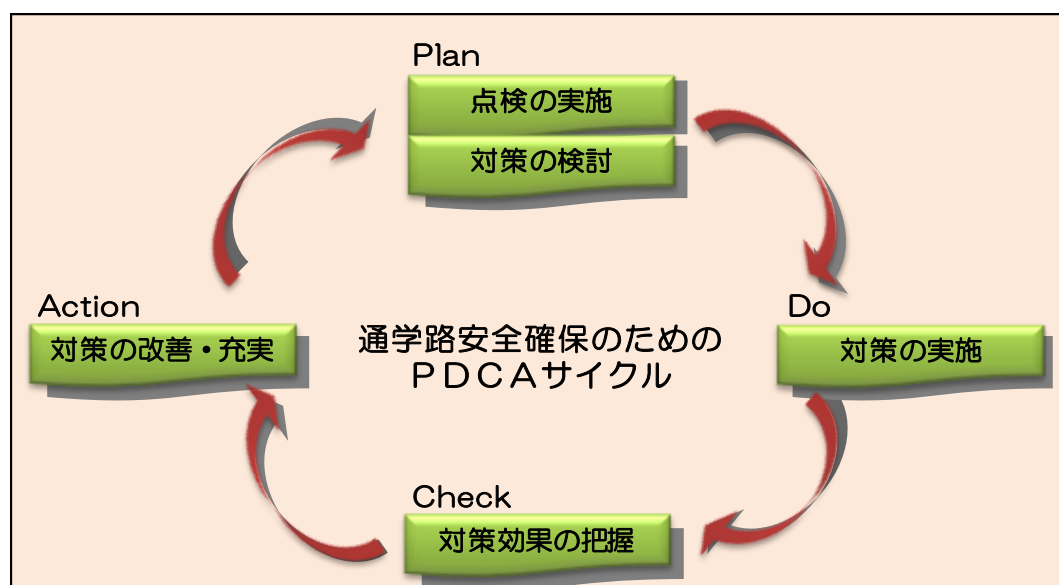 Plan
点検の実施
対策の検討
Action
対策の改善・充実
通学路安全確保のための
ＰＤＣＡサイクル
Do
対策の実施
Check
対策効果の把握